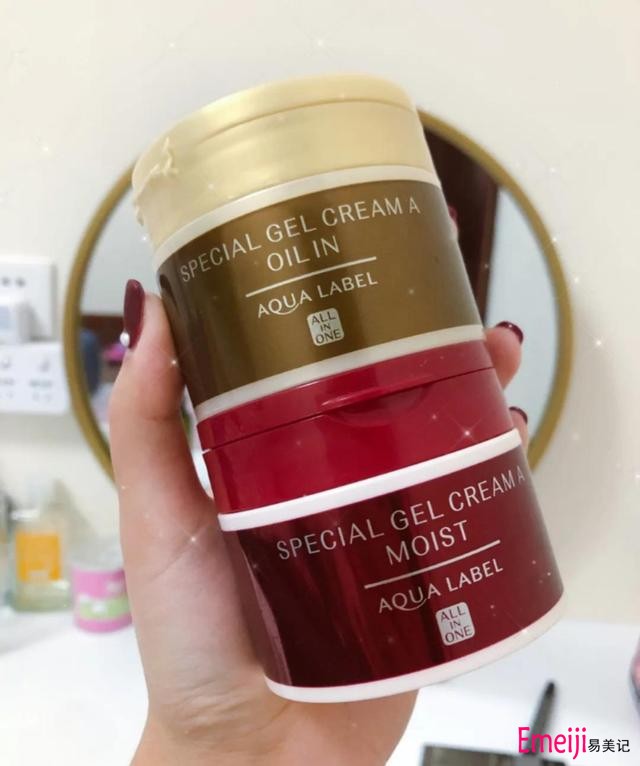 SPECIAL GEL CREAM A
OIL IN
AQUA LABEL
ALL
IN
ONE
SPECIAL GEL CREAM A
MOIST
AQUA LABEL
ALL
IN
ONE
Emeiji易美记